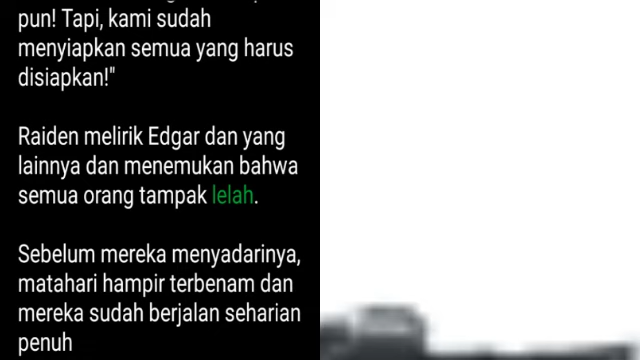 pun! Tapi, kami sudah
menyiapkan semua yang harus
disiapkan!"
Raiden melirik Edgar dan yang
lainnya dan menemukan bahwa
semua orang tampak lelah.
Sebelum mereka menyadarinya,
matahari hampir terbenam dan
mereka sudah berjalan seharian
penuh